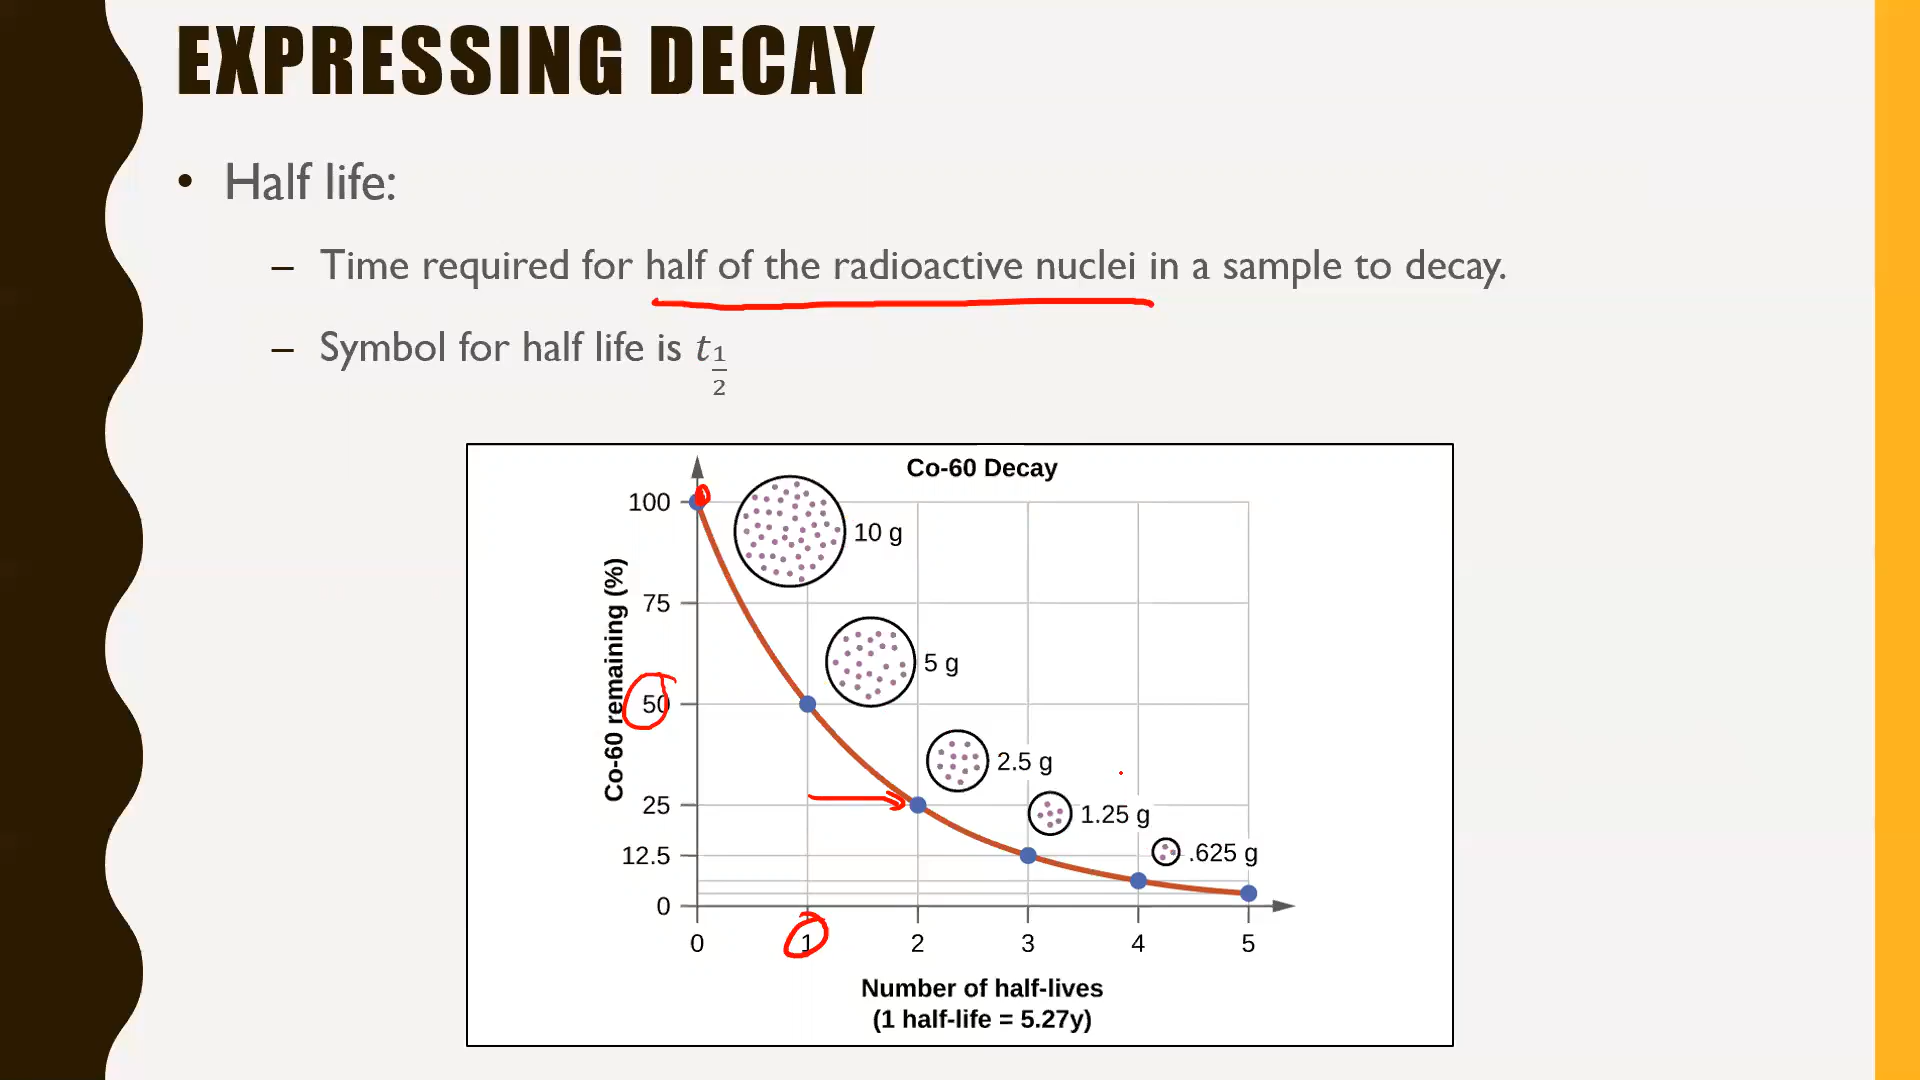 EXPRESSING DECAY
• Half life:
– Time required for half of the radioactive nuclei in a sample to decay.
– Symbol for half life is t 1/2
Co-60 Decay
100
10 g
75
5 g
50
2.5 g
25
1.25 g
12.5
.625 g
0
Co-60 remaining (%)
0 1 2 3 4 5
Number of half-lives
(1 half-life = 5.27y)